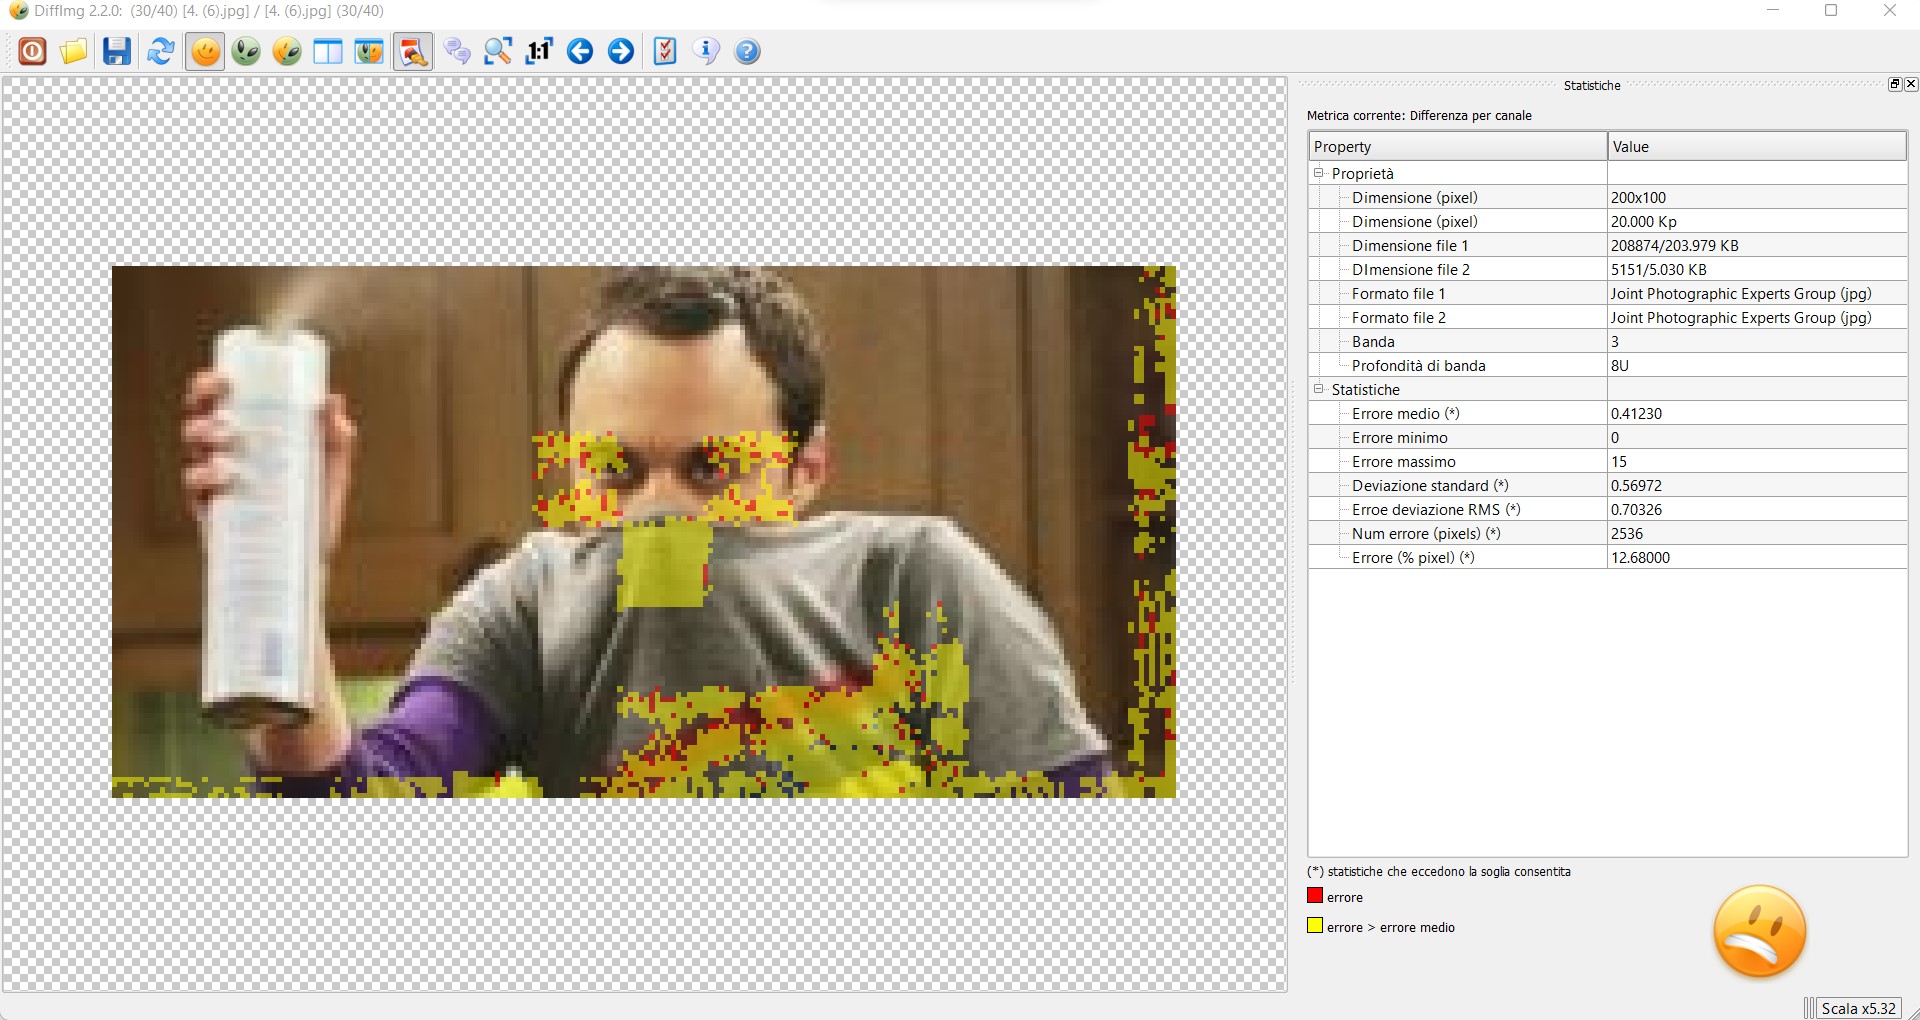 DiffImg 2.2.0: (30/40) [4. (6).jpg] / [4. (6).jpg] (30/40)
1:1
Statistiche
Metrica corrente: Differenza per canale
Property Value
Proprietà
Dimensione (pixel) 200x100
Dimensione (pixel) 20.000 Kp
Dimensione file 1 208874/203.979 KB
DImensione file 2 5151/5.030 KB
Formato file 1 Joint Photographic Experts Group (jpg)
Formato file 2 Joint Photographic Experts Group (jpg)
Banda 3
Profondità di banda 8U
Statistiche
Errore medio (*) 0.41230
Errore minimo 0
Errore massimo 15
Deviazione standard (*) 0.56972
Erroe deviazione RMS (*) 0.70326
Num errore (pixels) (*) 2536
Errore (% pixel) (*) 12.68000
(*) statistiche che eccedono la soglia consentita
errore
errore > errore medio
Scala x5.32